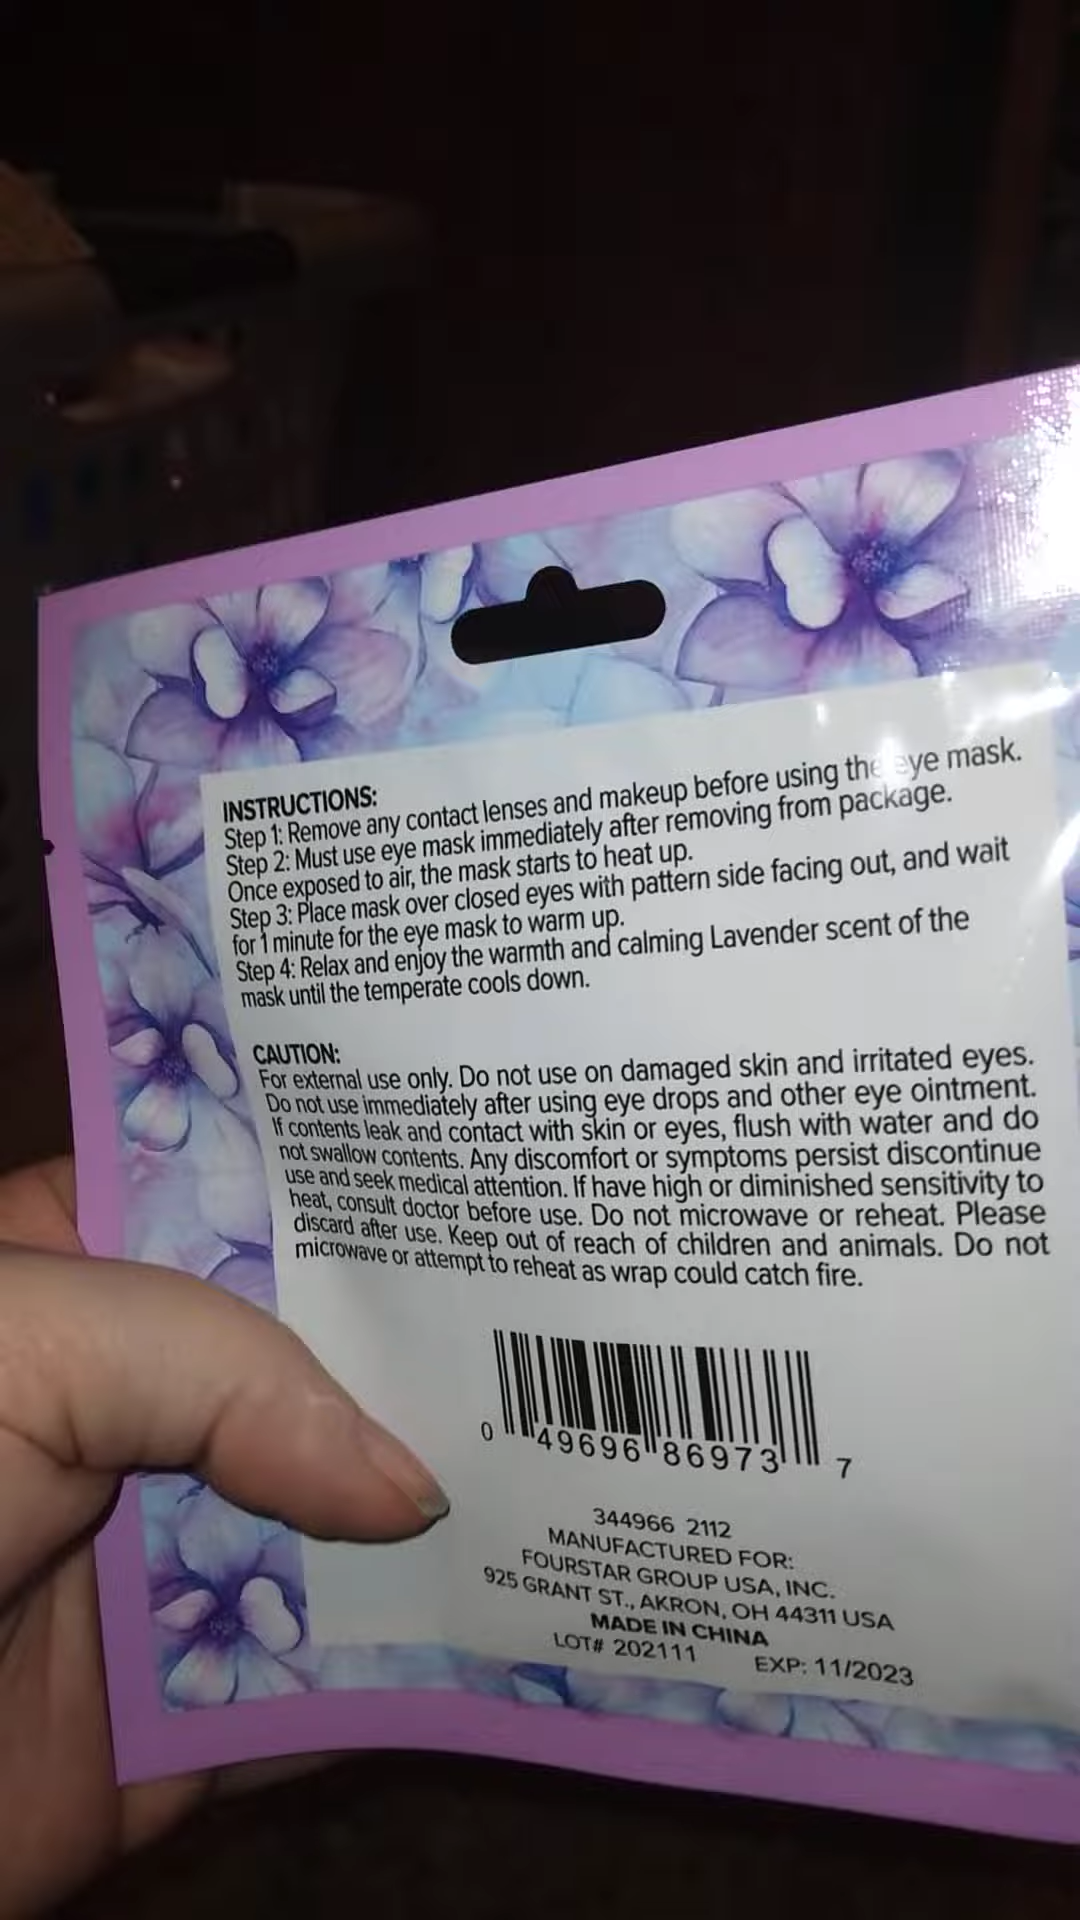 INSTRUCTIONS:
Step 1: Remove any contact lenses and makeup before using the eye mask.
Step 2: Must use eye mask immediately after removing from package.
Once exposed to air, the mask starts to heat up.
Step 3: Place mask over closed eyes with pattern side facing out, and wait
for 1 minute for the eye mask to warm up.
Step 4: Relax and enjoy the warmth and calming Lavender scent of the
mask until the temperate cools down.
CAUTION:
For external use only. Do not use on damaged skin and irritated eyes.
Do not use immediately after using eye drops and other eye ointment.
If contents leak and contact with skin or eyes, flush with water and do
not swallow contents. Any discomfort or symptoms persist discontinue
use and seek medical attention. If have high or diminished sensitivity to
heat, consult doctor before use. Do not microwave or reheat. Please
discard after use. Keep out of reach of children and animals. Do not
microwave or attempt to reheat as wrap could catch fire.
0 49696 86973 7
344966 2112
MANUFACTURED FOR:
FOURSTAR GROUP USA, INC.
925 GRANT ST., AKRON, OH 44311 USA
MADE IN CHINA
LOT# 202111 EXP: 11/2023